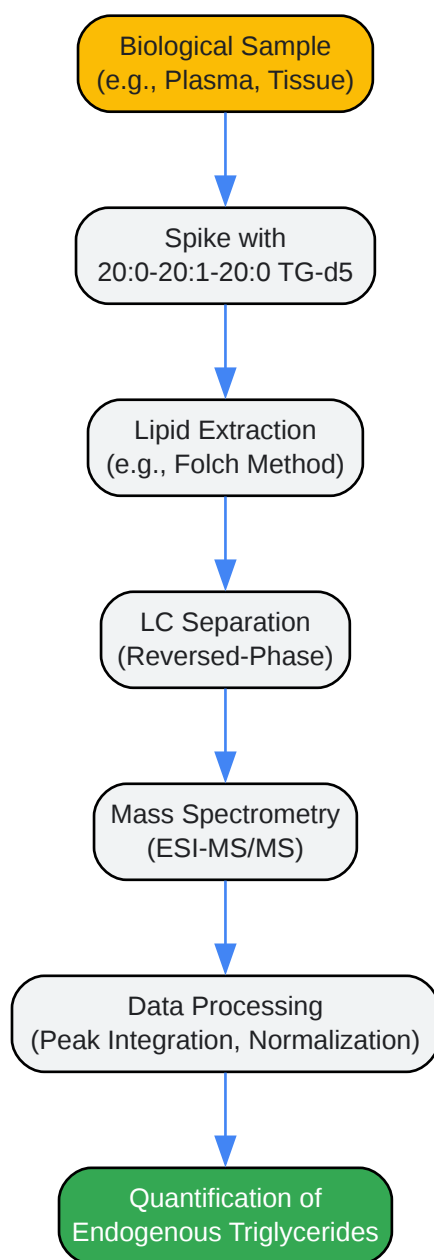 Biological Sample
(e.g., Plasma, Tissue)
Spike with
20:0-20:1-20:0 TG-d5
Lipid Extraction
(e.g., Folch Method)
LC Separation
(Reversed-Phase)
Mass Spectrometry
(ESI-MS/MS)
Data Processing
(Peak Integration, Normalization)
Quantification of
Endogenous Triglycerides